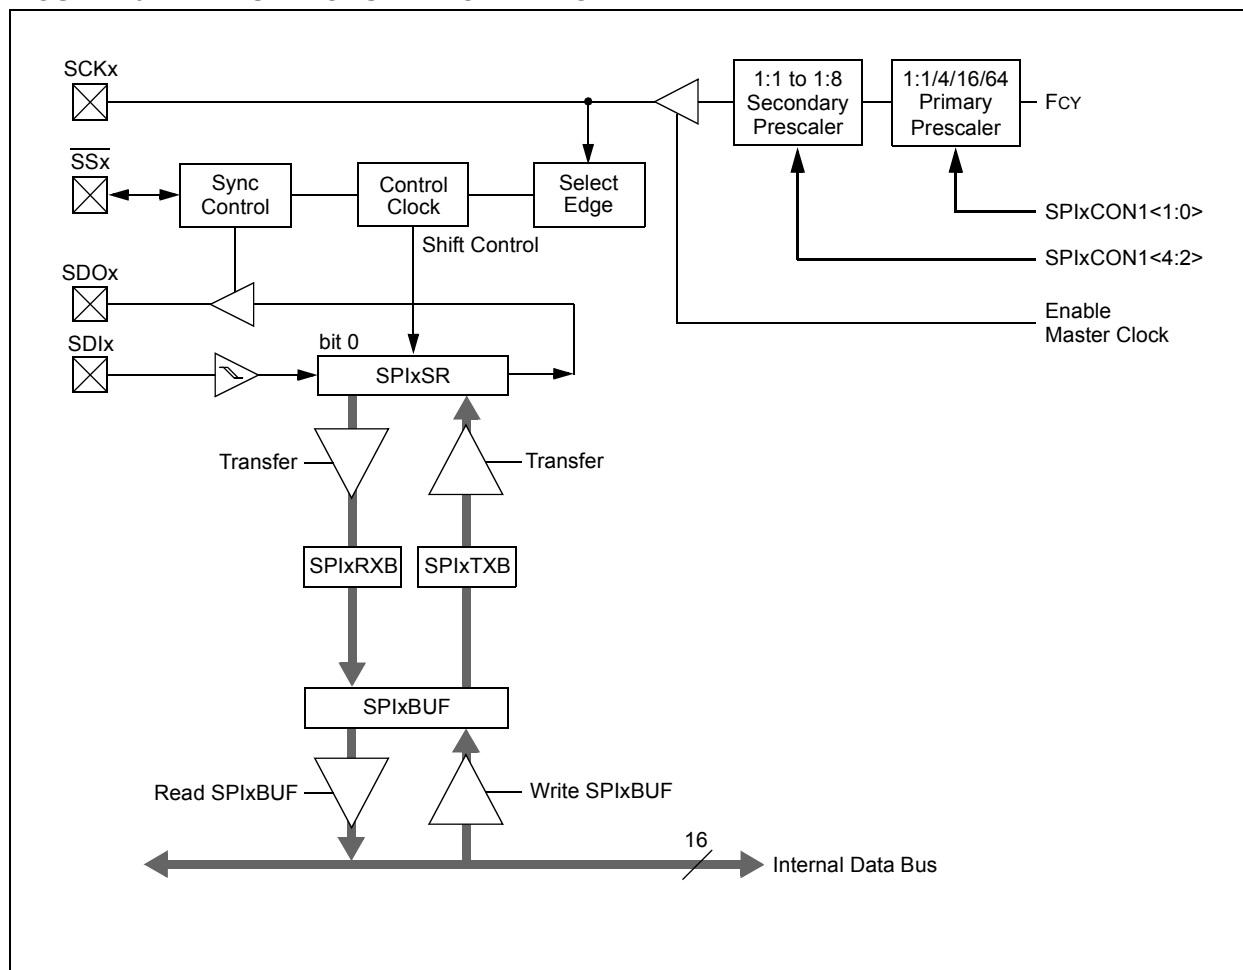 SCKx
1:1 to 1:8
Secondary
Prescaler
1:1/4/16/64
Primary
Prescaler
FCY
SSx
Sync
Control
Control
Clock
Select
Edge
SPIxCON1<1:0>
Shift Control
SPIxCON1<4:2>
SDOx
Enable
Master Clock
SDIx
bit 0
SPIxSR
Transfer
Transfer
SPIxRXB
SPIxTXB
SPIxBUF
Read SPIxBUF
Write SPIxBUF
16
Internal Data Bus